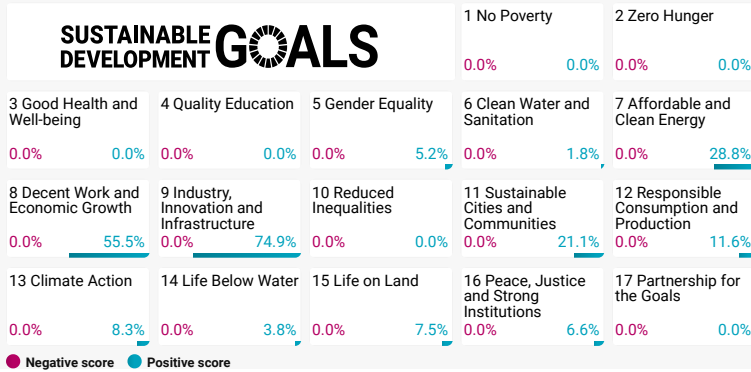 SUSTAINABLE
DEVELOPMENT
GOALS
1 No Poverty
0.0% 0.0%
2 Zero Hunger
0.0% 0.0%
3 Good Health and
Well-being
0.0% 0.0%
4 Quality Education
0.0% 0.0%
5 Gender Equality
0.0% 5.2%
6 Clean Water and
Sanitation
0.0% 1.8%
7 Affordable and
Clean Energy
0.0% 28.8%
8 Decent Work and
Economic Growth
0.0% 55.5%
9 Industry,
Innovation and
Infrastructure
0.0% 74.9%
10 Reduced
Inequalities
0.0% 0.0%
11 Sustainable
Cities and
Communities
0.0% 21.1%
12 Responsible
Consumption and
Production
0.0% 11.6%
13 Climate Action
0.0% 8.3%
14 Life Below Water
0.0% 3.8%
15 Life on Land
0.0% 7.5%
16 Peace, Justice
and Strong
Institutions
0.0% 6.6%
17 Partnership for
the Goals
0.0% 0.0%
Negative score Positive score